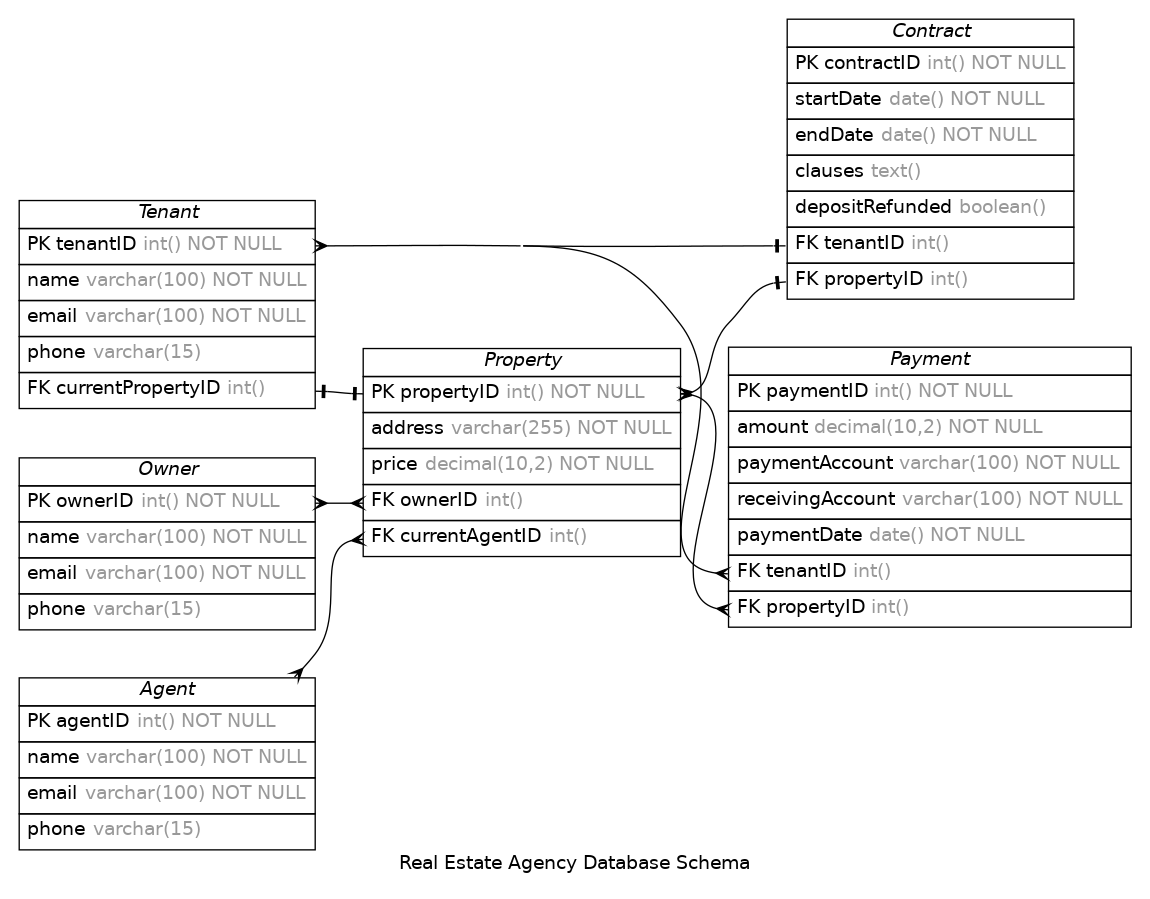 Contract
PK contractID int() NOT NULL
startDate date() NOT NULL
endDate date() NOT NULL
clauses text()
depositRefunded boolean()
FK tenantID int()
FK propertyID int()
Tenant
PK tenantID int() NOT NULL
name varchar(100) NOT NULL
email varchar(100) NOT NULL
phone varchar(15)
FK currentPropertyID int()
Property
PK propertyID int() NOT NULL
address varchar(255) NOT NULL
price decimal(10,2) NOT NULL
FK ownerID int()
FK currentAgentID int()
Payment
PK paymentID int() NOT NULL
amount decimal(10,2) NOT NULL
paymentAccount varchar(100) NOT NULL
receivingAccount varchar(100) NOT NULL
paymentDate date() NOT NULL
FK tenantID int()
FK propertyID int()
Owner
PK ownerID int() NOT NULL
name varchar(100) NOT NULL
email varchar(100) NOT NULL
phone varchar(15)
Agent
PK agentID int() NOT NULL
name varchar(100) NOT NULL
email varchar(100) NOT NULL
phone varchar(15)
Real Estate Agency Database Schema